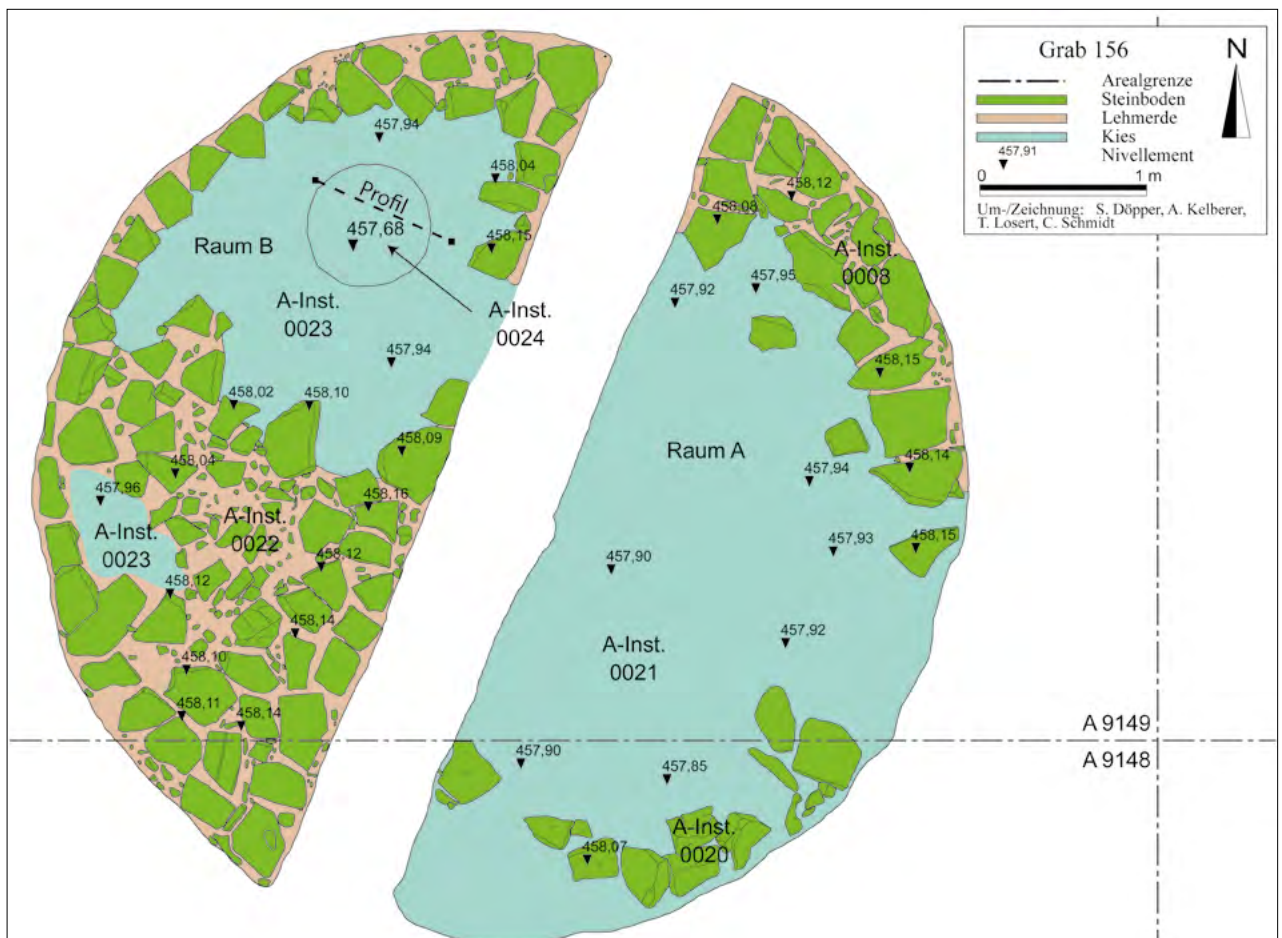 Grab 156
N
Arealgrenze
Steinboden
Lehmerde
Kies
457,91
Nivellement
0 1 m
Um-/Zeichnung: S. Döpper, A. Kelberer,
T. Losert, C. Schmidt
457,94
458,04
Profil
457,68
458,15
Raum B
A-Inst.
0023
A-Inst.
0024
457,94
458,02
458,10
458,09
458,04
457,96
458,16
A-Inst.
0022
A-Inst.
0023
458,12
458,12
458,14
458,10
458,11
458,14
458,12
458,08
A-Inst.
0008
457,95
457,92
458,15
Raum A
458,14
457,94
457,93
458,15
457,90
457,92
A-Inst.
0021
A 9149
A 9148
457,90
457,85
A-Inst.
0020
458,07